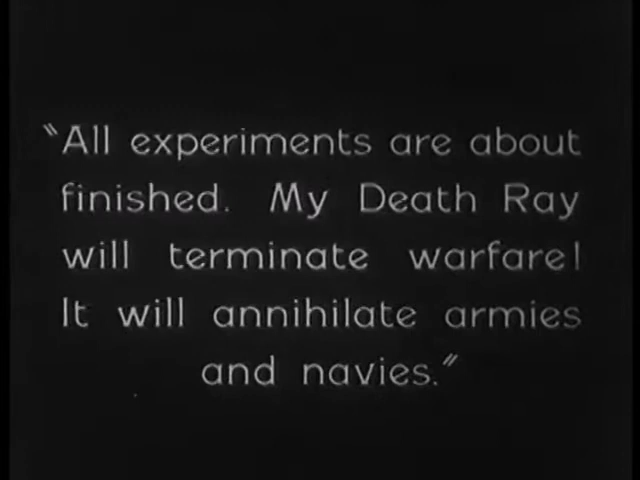 "All experiments are about
finished. My Death Ray
will terminate warfare!
It will annihilate armies
and navies."